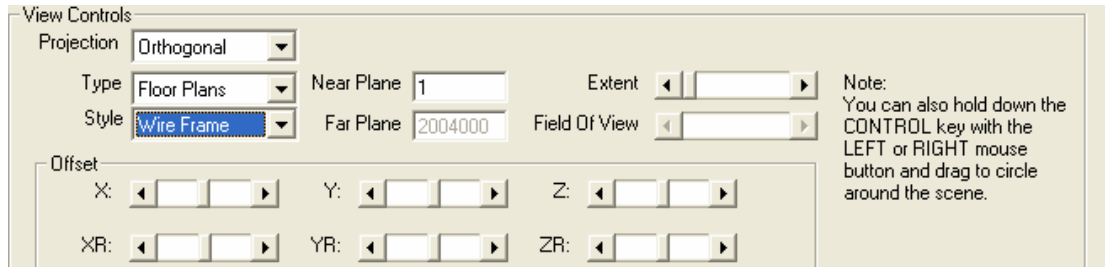 View Controls
Projection Orthogonal
Type Floor Plans Near Plane 1 Extent
Style Wire Frame Far Plane 2004000 Field Of View
Note:
You can also hold down the
CONTROL key with the
LEFT or RIGHT mouse
button and drag to circle
around the scene.
Offset
X: Y: Z:
XR: YR: ZR: